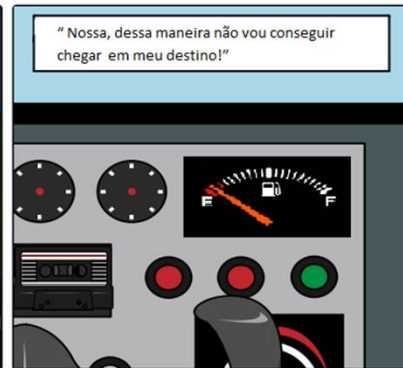 “ Nossa, dessa maneira não vou conseguir
chegar em meu destino!”
E F